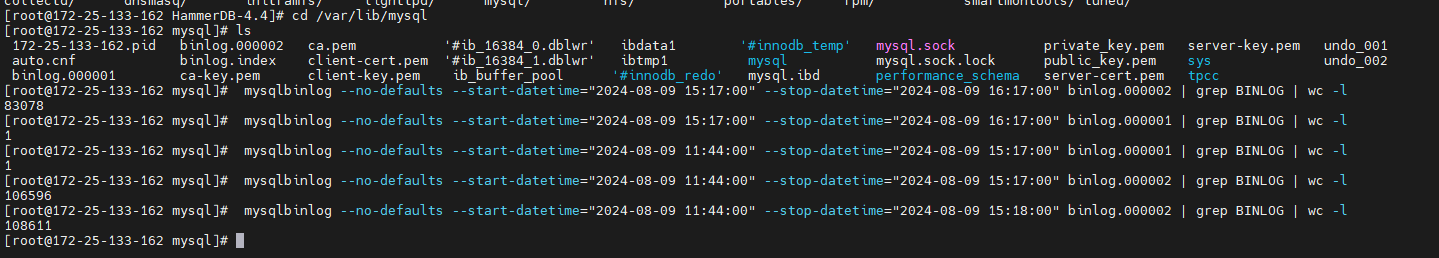 [root@172-25-133-162 HammerDB-4.4]# cd /var/lib/mysql
[root@172-25-133-162 mysql]# ls
172-25-133-162.pid binlog.000002 ca.pem '#ib_16384_0.dblwr' ibdata1 '#innodb_temp' mysql.sock private_key.pem server-key.pem undo_001
auto.cnf binlog.index client-cert.pem '#ib_16384_1.dblwr' ibtmp1 mysql mysql.sock.lock public_key.pem sys undo_002
binlog.000001 ca-key.pem client-key.pem ib_buffer_pool '#innodb_redo' mysql.ibd performance_schema server-cert.pem tpcc
[root@172-25-133-162 mysql]# mysqlbinlog --no-defaults --start-datetime="2024-08-09 15:17:00" --stop-datetime="2024-08-09 16:17:00" binlog.000002 | grep BINLOG | wc -l
83078
[root@172-25-133-162 mysql]# mysqlbinlog --no-defaults --start-datetime="2024-08-09 15:17:00" --stop-datetime="2024-08-09 16:17:00" binlog.000001 | grep BINLOG | wc -l
1
[root@172-25-133-162 mysql]# mysqlbinlog --no-defaults --start-datetime="2024-08-09 11:44:00" --stop-datetime="2024-08-09 15:17:00" binlog.000001 | grep BINLOG | wc -l
1
[root@172-25-133-162 mysql]# mysqlbinlog --no-defaults --start-datetime="2024-08-09 11:44:00" --stop-datetime="2024-08-09 15:17:00" binlog.000002 | grep BINLOG | wc -l
106596
[root@172-25-133-162 mysql]# mysqlbinlog --no-defaults --start-datetime="2024-08-09 11:44:00" --stop-datetime="2024-08-09 15:18:00" binlog.000002 | grep BINLOG | wc -l
108611
[root@172-25-133-162 mysql]#